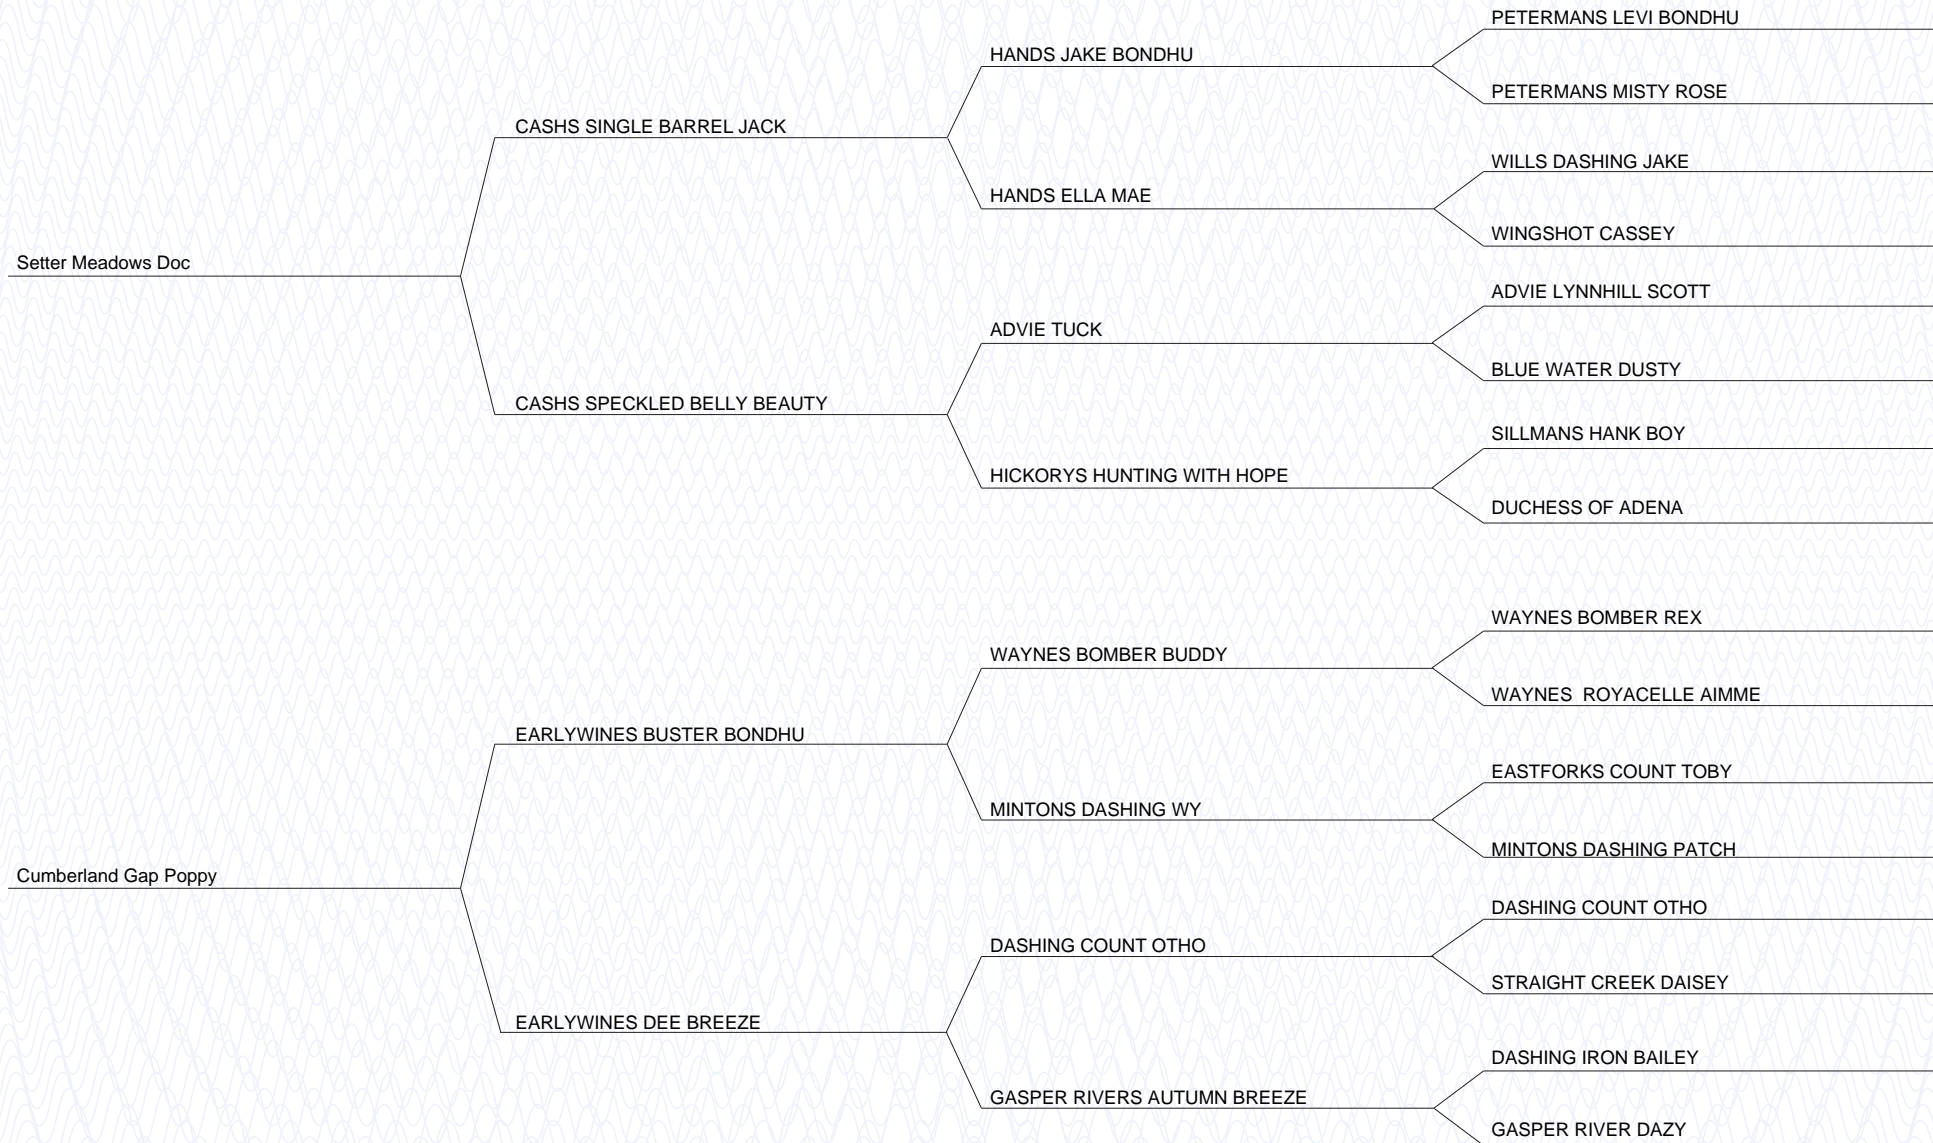 PETERMANS LEVI BONDHU
HANDS JAKE BONDHU
PETERMANS MISTY ROSE
CASHS SINGLE BARREL JACK
WILLS DASHING JAKE
HANDS ELLA MAE
WINGSHOT CASSEY
Setter Meadows Doc
ADVIE LYNNHILL SCOTT
ADVIE TUCK
BLUE WATER DUSTY
CASHS SPECKLED BELLY BEAUTY
SILLMANS HANK BOY
HICKORYS HUNTING WITH HOPE
DUCHESS OF ADENA
WAYNES BOMBER REX
WAYNES BOMBER BUDDY
WAYNES  ROYACELLE AIMME
EARLYWINES BUSTER BONDHU
EASTFORKS COUNT TOBY
MINTONS DASHING WY
MINTONS DASHING PATCH
Cumberland Gap Poppy
DASHING COUNT OTHO
DASHING COUNT OTHO
STRAIGHT CREEK DAISEY
EARLYWINES DEE BREEZE
DASHING IRON BAILEY
GASPER RIVERS AUTUMN BREEZE
GASPER RIVER DAZY